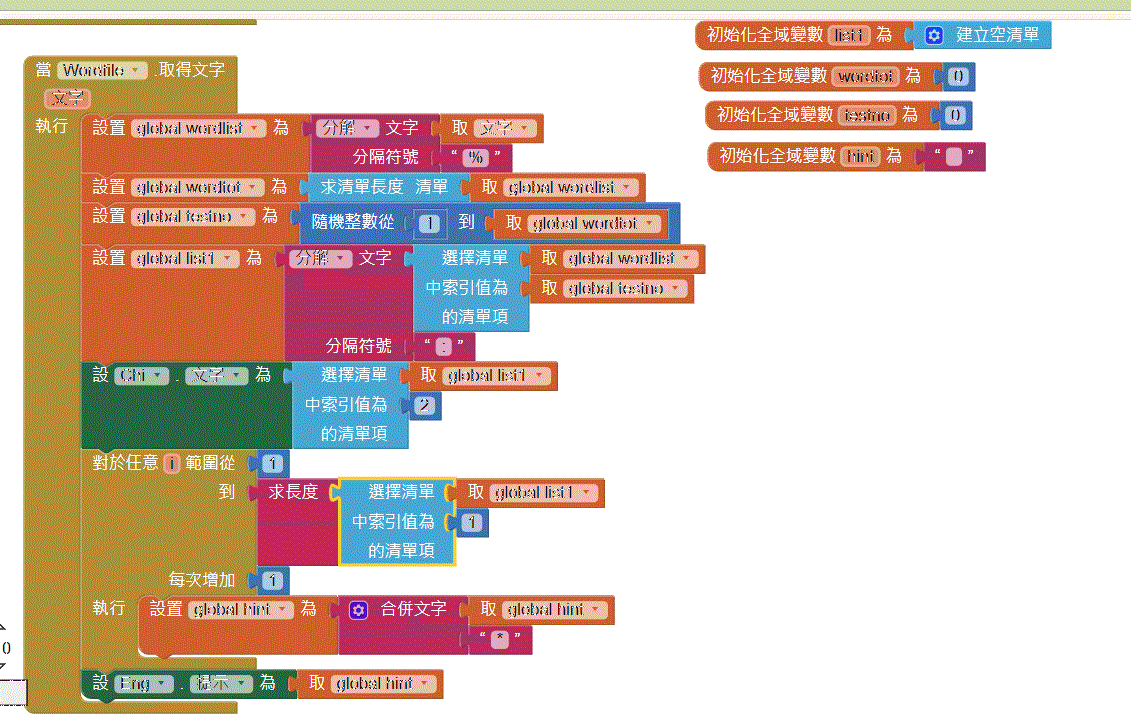 初始化全域變數 list1 為 建立空清單
初始化全域變數 wordtot 為 0
初始化全域變數 testno 為 0
初始化全域變數 hint 為 “ ”
當 Wordfile .取得文字
文字
執行 設置 global wordlist 為 分解 文字 取 文字
分隔符號 “ % ”
設置 global wordtot 為 求清單長度 清單 取 global wordlist
設置 global testno 為 隨機整數從 1 到 取 global wordtot
設置 global list1 為 分解 文字 選擇清單 取 global wordlist
中索引值為 取 global testno
的清單項
分隔符號 “ : ”
設 Chi . 文字 為 選擇清單 取 global list1
中索引值為 2
的清單項
對於任意 i 範圍從 1
到 求長度 選擇清單 取 global list1
中索引值為 1
的清單項
每次增加 1
執行 設置 global hint 為 合併文字 取 global hint
“ * ”
0
設 Eng . 提示 為 取 global hint